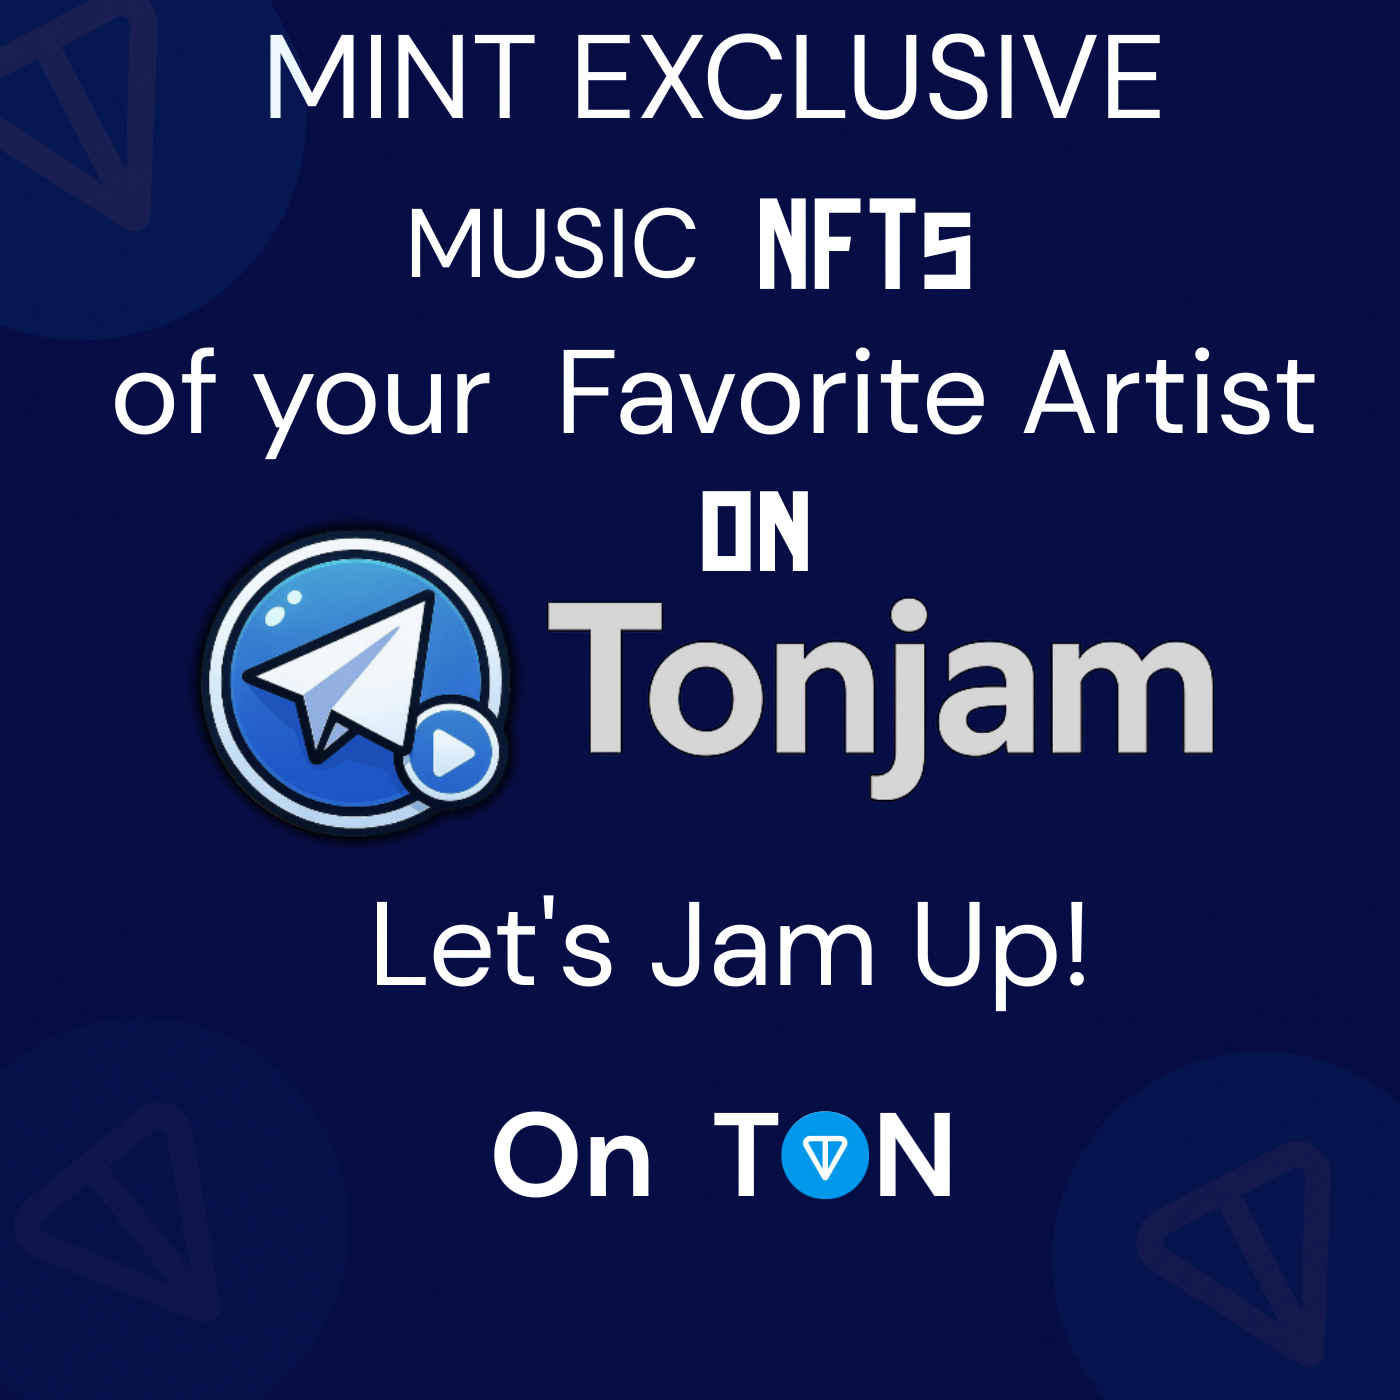 MINT EXCLUSIVE
MUSIC NFTs
of your Favorite Artist
ON
Tonjam
Let's Jam Up!
On TON